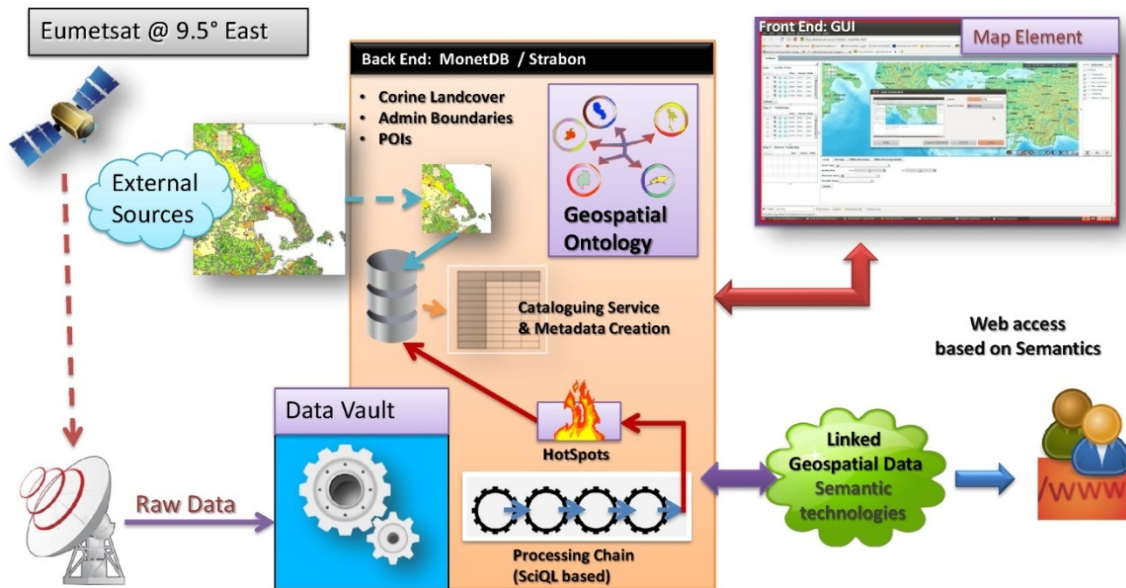 Eumetsat @ 9.5° East
External
Sources
Raw Data
Data Vault
Back End:  MonetDB  / Strabon
• Corine Landcover
• Admin Boundaries
• POIs
Geospatial
Ontology
Cataloguing Service
& Metadata Creation
HotSpots
Processing Chain
(SciQL based)
Front End: GUI
Map Element
Web access
based on Semantics
Linked
Geospatial Data
Semantic
technologies
/www